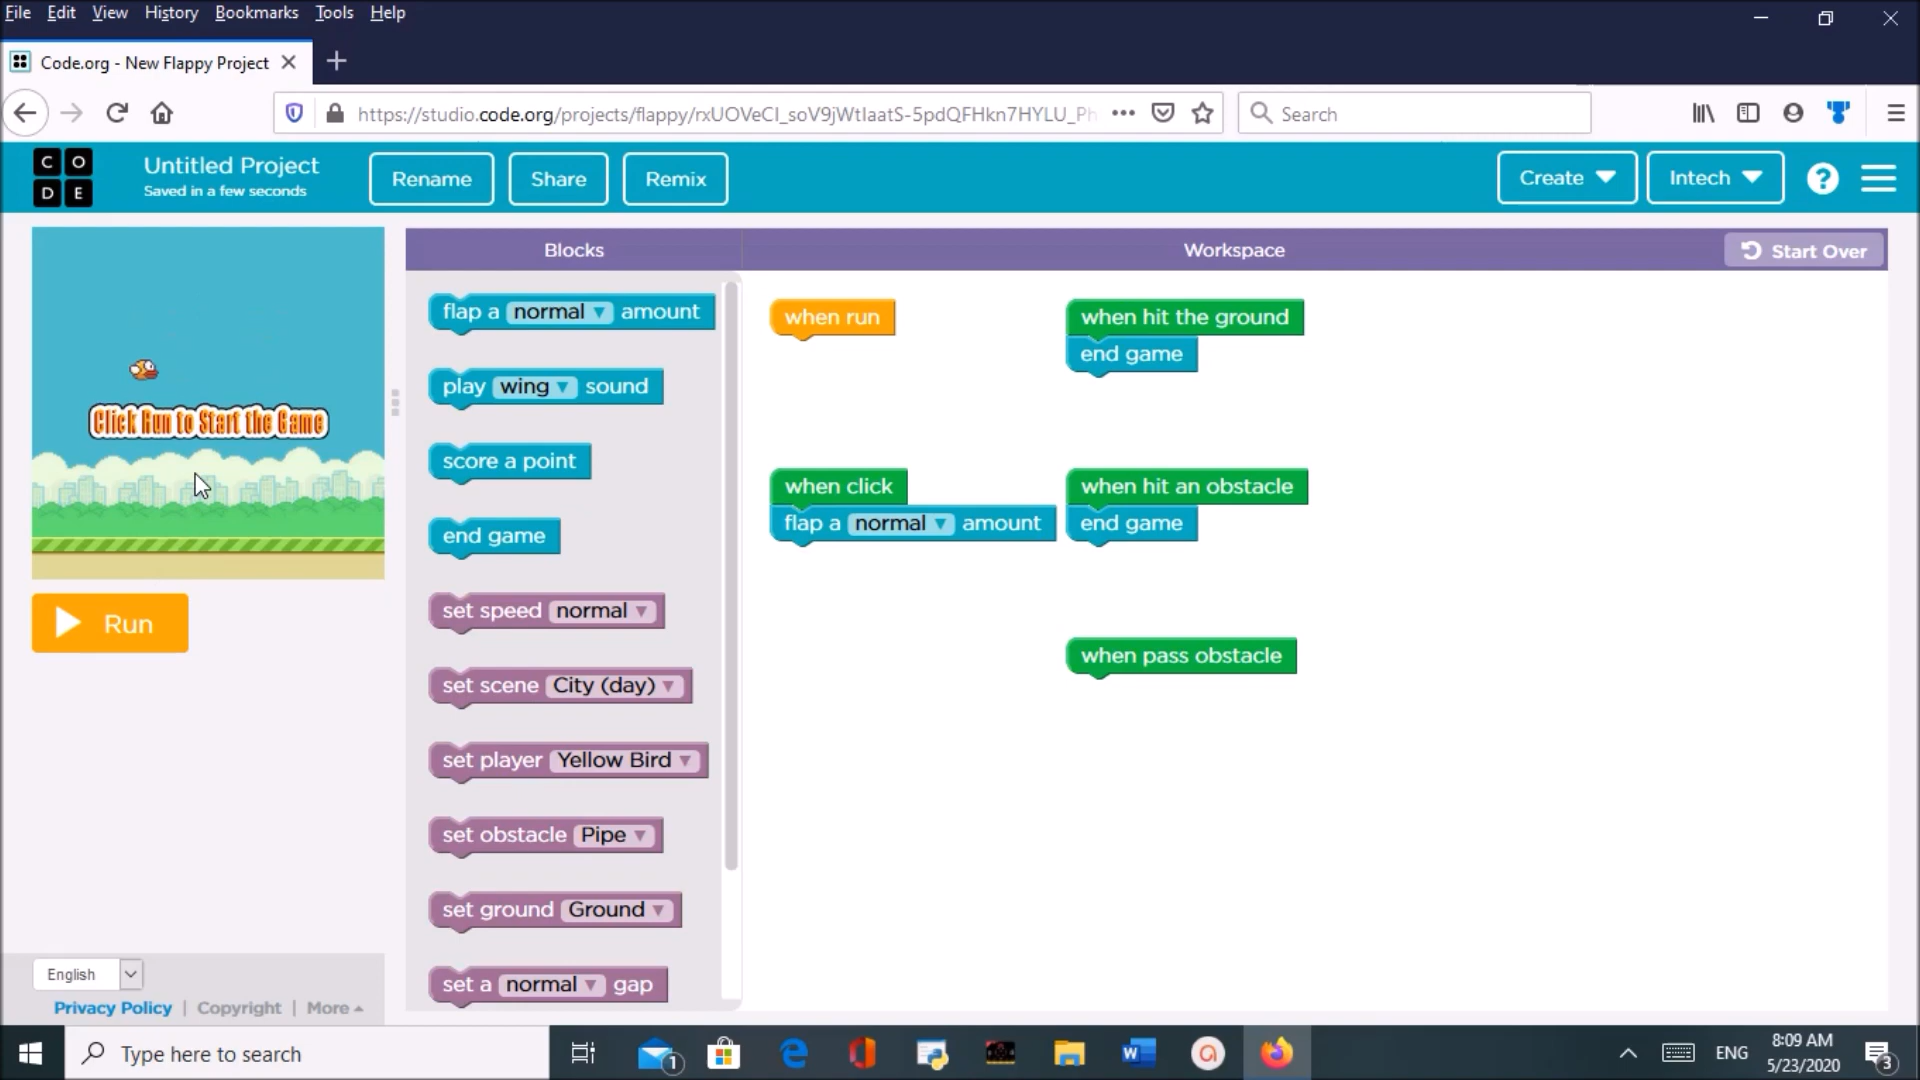 File Edit View History Bookmarks Tools Help
Code.org - New Flappy Project
https://studio.code.org/projects/flappy/rxUOVeCI_soV9jWtIaatS-5pdQFHkn7HYLU_Ph
Search
C O
D E
Untitled Project
Saved in a few seconds
Rename
Share
Remix
Create
Intech
?
Blocks
Workspace
Start Over
Click Run to Start the Game
Run
flap a normal amount
play wing sound
score a point
end game
set speed normal
set scene City (day)
set player Yellow Bird
set obstacle Pipe
set ground Ground
set a normal gap
when run
when hit the ground
end game
when click
flap a normal amount
when hit an obstacle
end game
when pass obstacle
English
Privacy Policy | Copyright | More
Type here to search
1
W
ENG
8:09 AM
5/23/2020
3